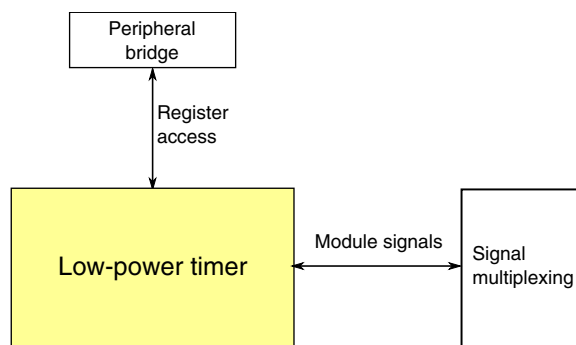 Peripheral
bridge
Register
access
Low-power timer
Module signals
Signal
multiplexing